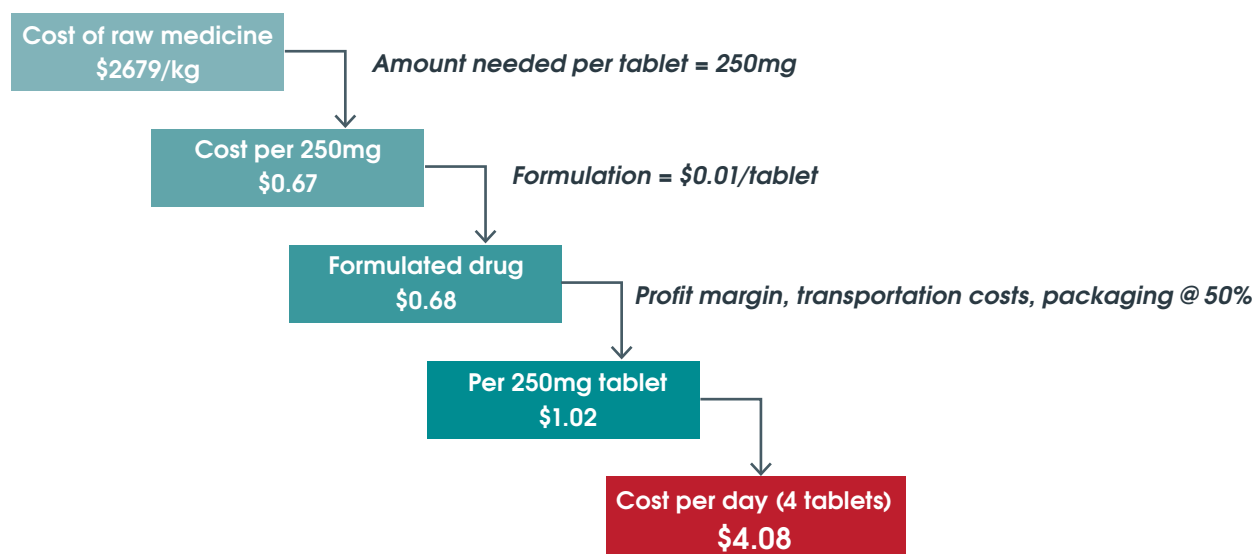 Cost of raw medicine
$2679/kg
Amount needed per tablet = 250mg
Cost per 250mg
$0.67
Formulation = $0.01/tablet
Formulated drug
$0.68
Profit margin, transportation costs, packaging @ 50%
Per 250mg tablet
$1.02
Cost per day (4 tablets)
$4.08